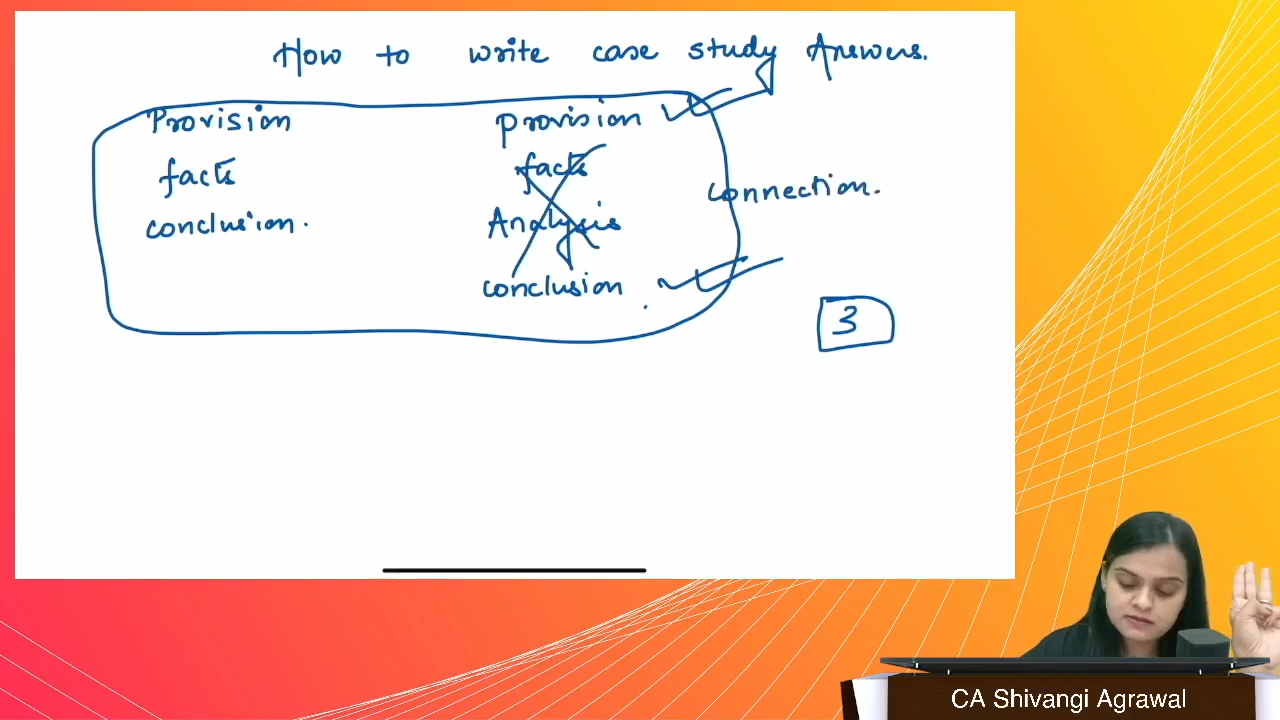 How to write case study Answers.
Provision
facts
conclusion.
provision
facts
Analysis
conclusion
connection.
3
CA Shivangi Agrawal